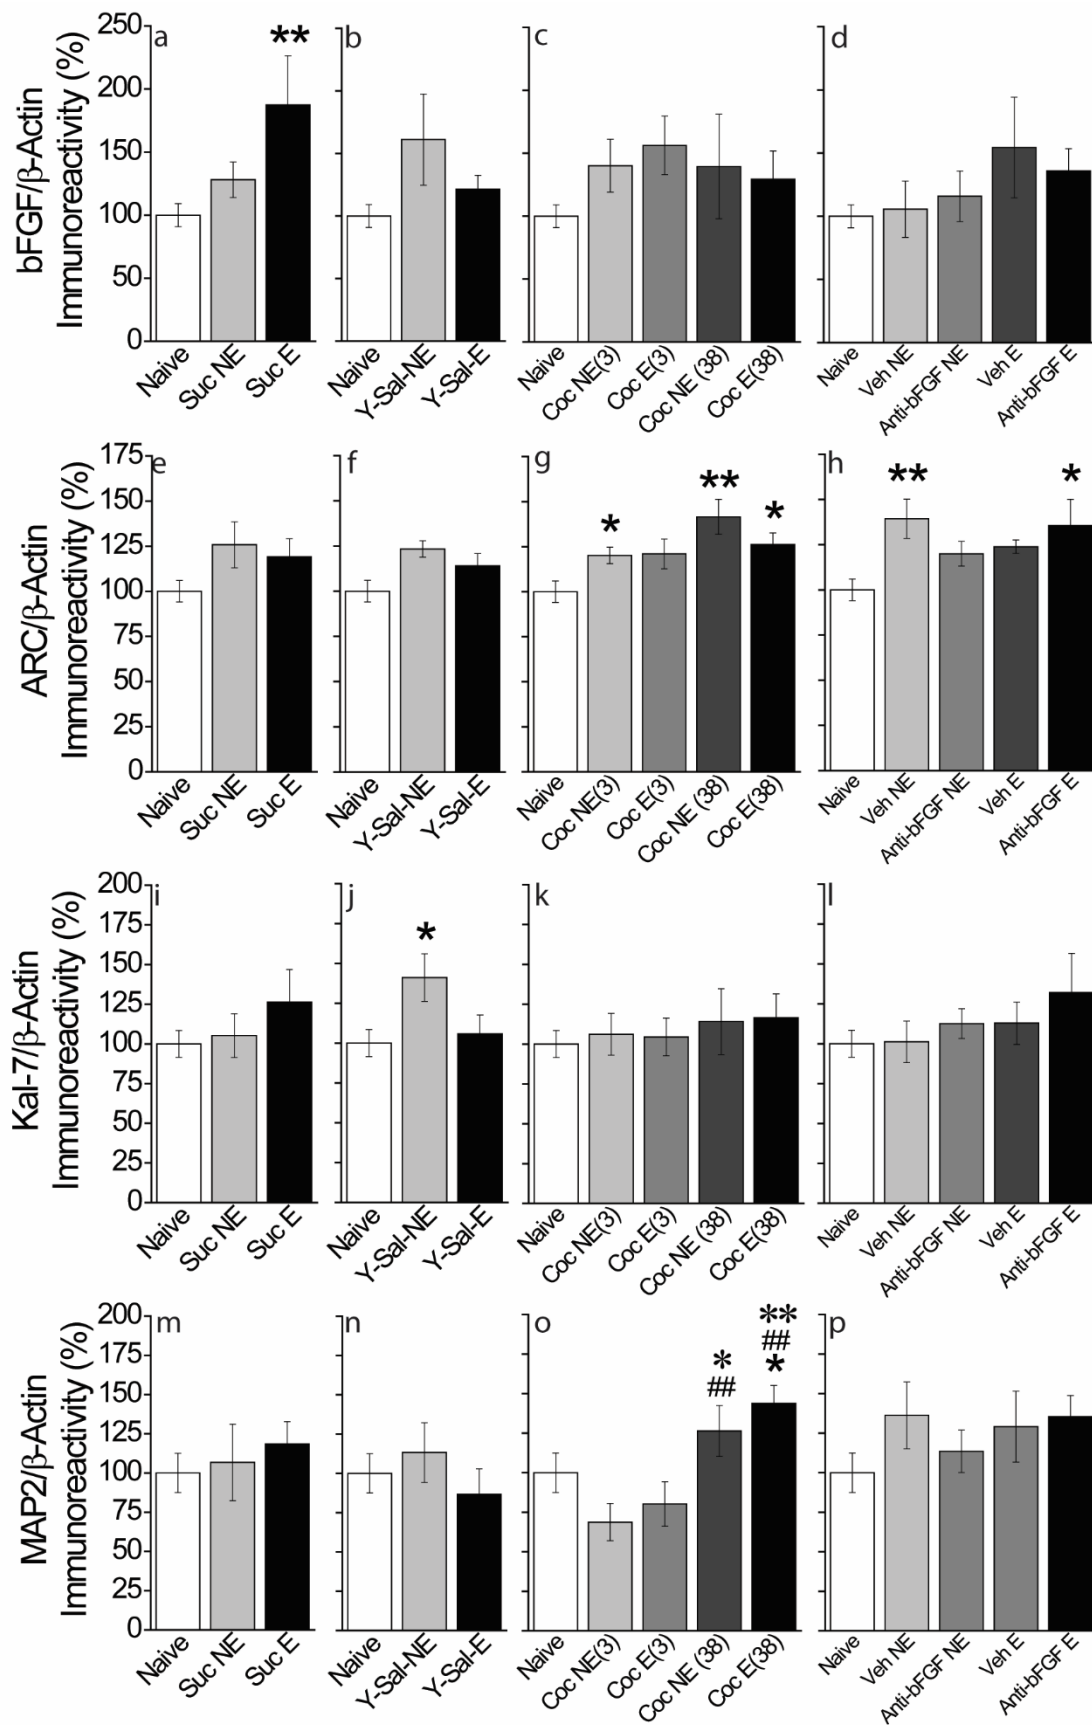 bFGF/β-Actin
Immunoreactivity (%)
250
200
150
100
50
0
a
**
b
c
d
Naive
Suc NE
Suc E
Naive
Y-Sal-NE
Y-Sal-E
Naive
Coc NE(3)
Coc E(3)
Coc NE (38)
Coc E(38)
Naive
Veh NE
Anti-bFGF NE
Veh E
Anti-bFGF E
ARC/β-Actin
Immunoreactivity (%)
175
150
125
100
75
50
25
0
e
f
g
*
**
*
h
**
*
Naive
Suc NE
Suc E
Naive
Y-Sal-NE
Y-Sal-E
Naive
Coc NE(3)
Coc E(3)
Coc NE (38)
Coc E(38)
Naive
Veh NE
Anti-bFGF NE
Veh E
Anti-bFGF E
Kal-7/β-Actin
Immunoreactivity (%)
200
175
150
125
100
75
50
25
0
i
j
*
k
l
Naive
Suc NE
Suc E
Naive
Y-Sal-NE
Y-Sal-E
Naive
Coc NE(3)
Coc E(3)
Coc NE (38)
Coc E(38)
Naive
Veh NE
Anti-bFGF NE
Veh E
Anti-bFGF E
MAP2/β-Actin
Immunoreactivity (%)
200
175
150
125
100
75
50
25
0
m
n
o
*
##
**
##
*
p
Naive
Suc NE
Suc E
Naive
Y-Sal-NE
Y-Sal-E
Naive
Coc NE(3)
Coc E(3)
Coc NE (38)
Coc E(38)
Naive
Veh NE
Anti-bFGF NE
Veh E
Anti-bFGF E